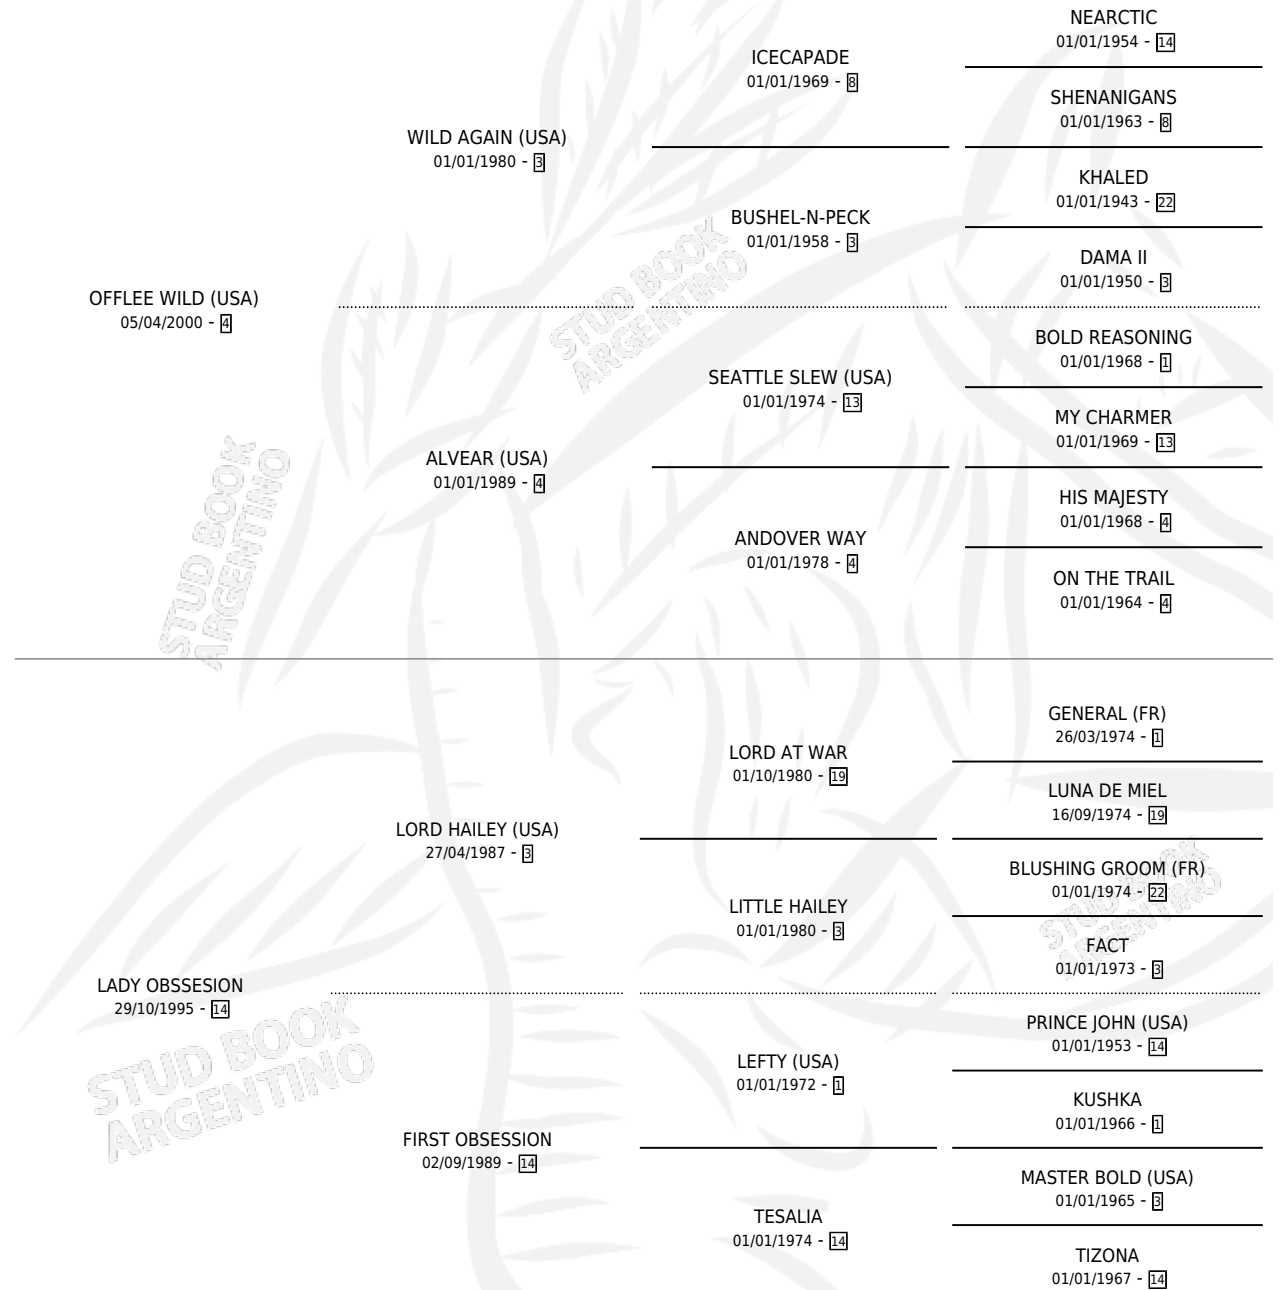 NEARCTIC
01/01/1954 - 14
ICECAPADE
01/01/1969 - 8
SHENANIGANS
01/01/1963 - 8
WILD AGAIN (USA)
01/01/1980 - 3
KHALED
01/01/1943 - 22
BUSHEL-N-PECK
01/01/1958 - 3
DAMA II
01/01/1950 - 3
OFFLEE WILD (USA)
05/04/2000 - 4
BOLD REASONING
01/01/1968 - 1
SEATTLE SLEW (USA)
01/01/1974 - 13
MY CHARMER
01/01/1969 - 13
ALVEAR (USA)
01/01/1989 - 4
HIS MAJESTY
01/01/1968 - 4
ANDOVER WAY
01/01/1978 - 4
ON THE TRAIL
01/01/1964 - 4
STUD BOOK
ARGENTINO
STUD BOOK
ARGENTINO
GENERAL (FR)
26/03/1974 - 1
LORD AT WAR
01/10/1980 - 19
LUNA DE MIEL
16/09/1974 - 19
LORD HAILEY (USA)
27/04/1987 - 3
BLUSHING GROOM (FR)
01/01/1974 - 22
LITTLE HAILEY
01/01/1980 - 3
FACT
01/01/1973 - 3
LADY OBSSESION
29/10/1995 - 14
PRINCE JOHN (USA)
01/01/1953 - 14
LEFTY (USA)
01/01/1972 - 1
KUSHKA
01/01/1966 - 1
FIRST OBSESSION
02/09/1989 - 14
MASTER BOLD (USA)
01/01/1965 - 3
TESALIA
01/01/1974 - 14
TIZONA
01/01/1967 - 14
STUD BOOK
ARGENTINO
STUD BOOK
ARGENTINO